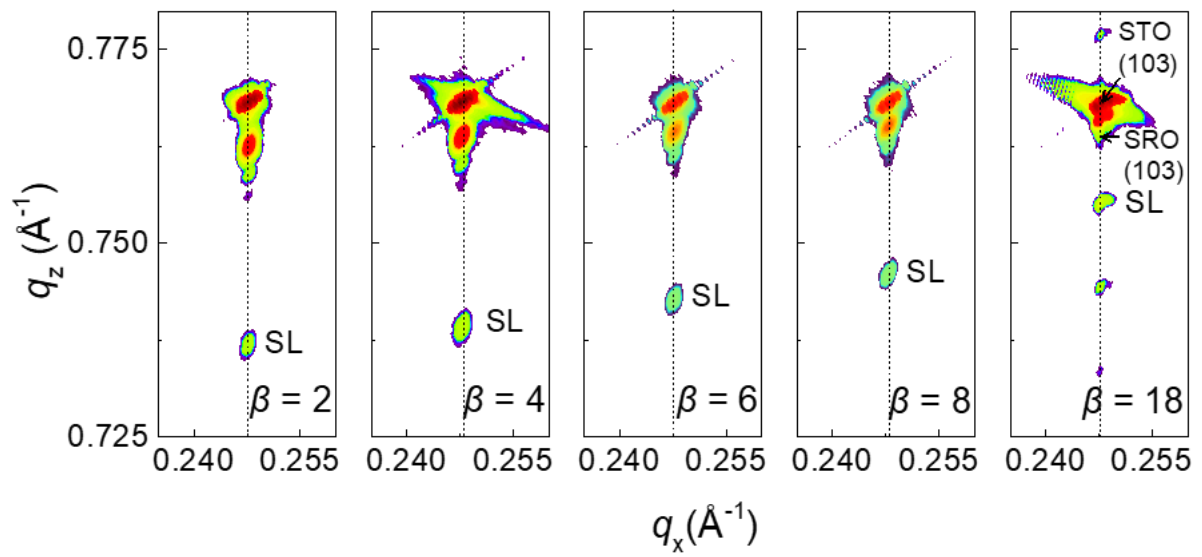 0.775
0.750
0.725
qz (Å-1)
SL
β = 2
SL
β = 4
SL
β = 6
SL
β = 8
STO
(103)
SRO
(103)
SL
β = 18
0.240 0.255 0.240 0.255 0.240 0.255 0.240 0.255 0.240 0.255
qx(Å-1)